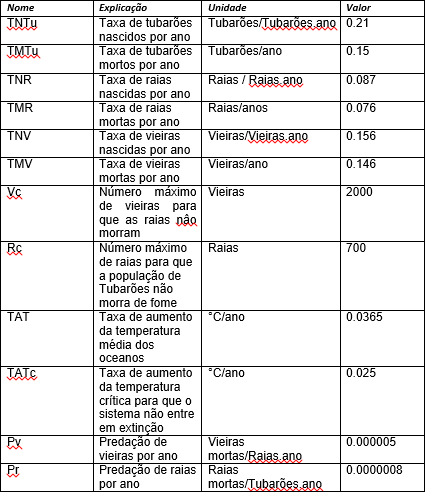 Nome Explicação Unidade Valor
TNTu Taxa de tubarões Tubarões/Tubarões.ano 0.21
nascidos por ano
TMTu Taxa de tubarões Tubarões/ano 0.15
mortos por ano
TNR Taxa de raias Raias / Raias.ano 0.087
nascidas por ano
TMR Taxa de raias Raias/anos 0.076
mortas por ano
TNV Taxa de vieiras Vieiras/Vieiras.ano 0.156
nascidas por ano
TMV Taxa de vieiras Vieiras/ano 0.146
mortas por ano
Vc Número máximo Vieiras 2000
de vieiras para
que as raias não
morram
Rc Número máximo Raias 700
de raias para que
a população de
Tubarões não
morra de fome
TAT Taxa de aumento °C/ano 0.0365
da temperatura
média dos
oceanos
TATc Taxa de aumento °C/ano 0.025
da temperatura
crítica para que o
sistema não entre
em extinção
Pv Predação de Vieiras 0.000005
vieiras por ano mortas/Raias.ano
Pr Predação de raias Raias 0.0000008
por ano mortas/Tubarões.ano